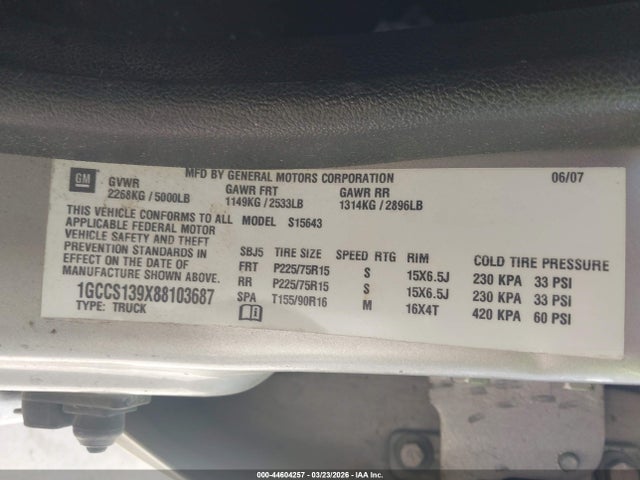 MFD BY GENERAL MOTORS CORPORATION 06/07
GM
GVWR GAWR FRT GAWR RR
2268KG / 5000LB 1149KG / 2533LB 1314KG / 2896LB
THIS VEHICLE CONFORMS TO ALL
APPLICABLE FEDERAL MOTOR
VEHICLE SAFETY AND THEFT
PREVENTION STANDARDS IN
EFFECT ON THE DATE OF
MANUFACTURE SHOWN ABOVE.
1GCCS139X88103687
TYPE: TRUCK
MODEL S15643
SBJ5 TIRE SIZE SPEED RTG RIM COLD TIRE PRESSURE
FRT P225/75R15 S 15X6.5J 230 KPA 33 PSI
RR P225/75R15 S 15X6.5J 230 KPA 33 PSI
SPA T155/90R16 M 16X4T 420 KPA 60 PSI
000-44604257 - 03/23/2026 - IAA Inc.